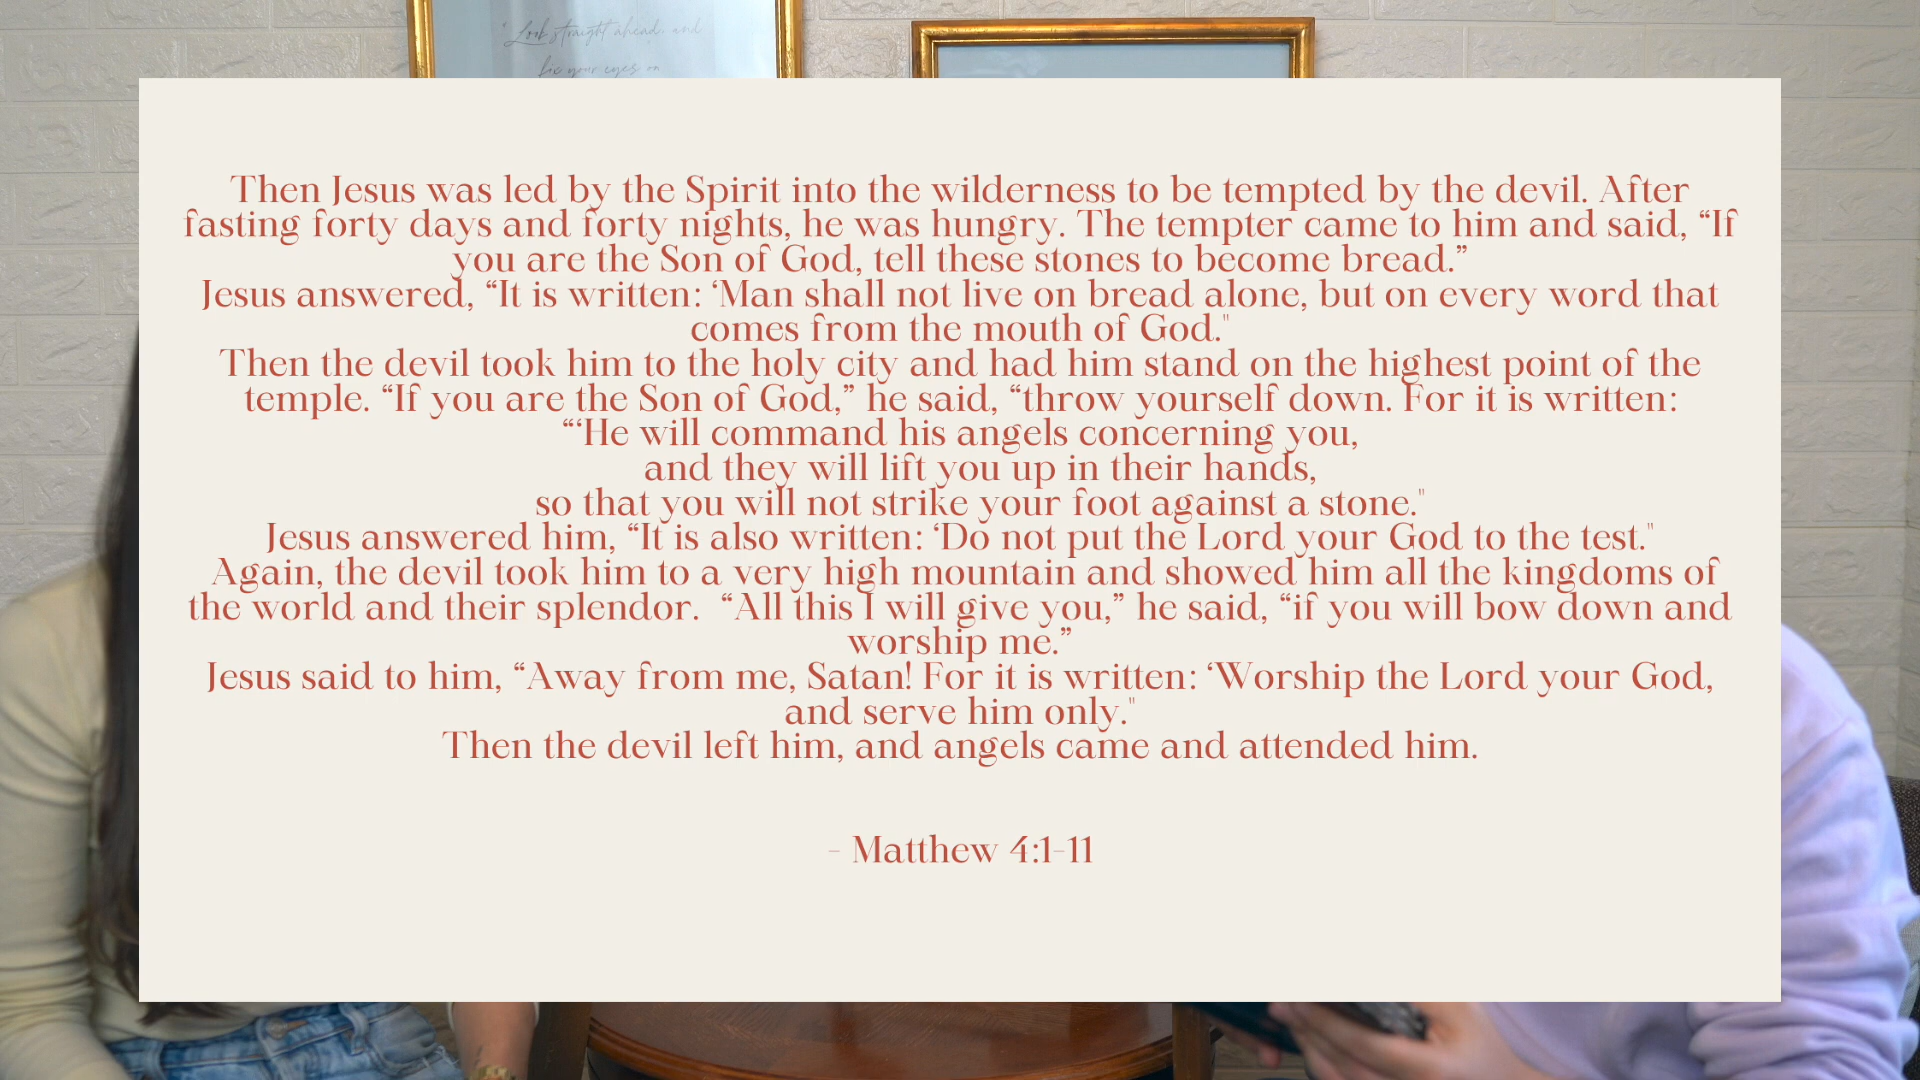 “Look straight ahead, and
fix your eyes on
Then Jesus was led by the Spirit into the wilderness to be tempted by the devil. After
fasting forty days and forty nights, he was hungry. The tempter came to him and said, “If
you are the Son of God, tell these stones to become bread.”
Jesus answered, “It is written: ‘Man shall not live on bread alone, but on every word that
comes from the mouth of God."
Then the devil took him to the holy city and had him stand on the highest point of the
temple. “If you are the Son of God,” he said, “throw yourself down. For it is written:
“‘He will command his angels concerning you,
and they will lift you up in their hands,
so that you will not strike your foot against a stone."
Jesus answered him, “It is also written: ‘Do not put the Lord your God to the test."
Again, the devil took him to a very high mountain and showed him all the kingdoms of
the world and their splendor. “All this I will give you,” he said, “if you will bow down and
worship me.”
Jesus said to him, “Away from me, Satan! For it is written: ‘Worship the Lord your God,
and serve him only."
Then the devil left him, and angels came and attended him.
- Matthew 4:1-11